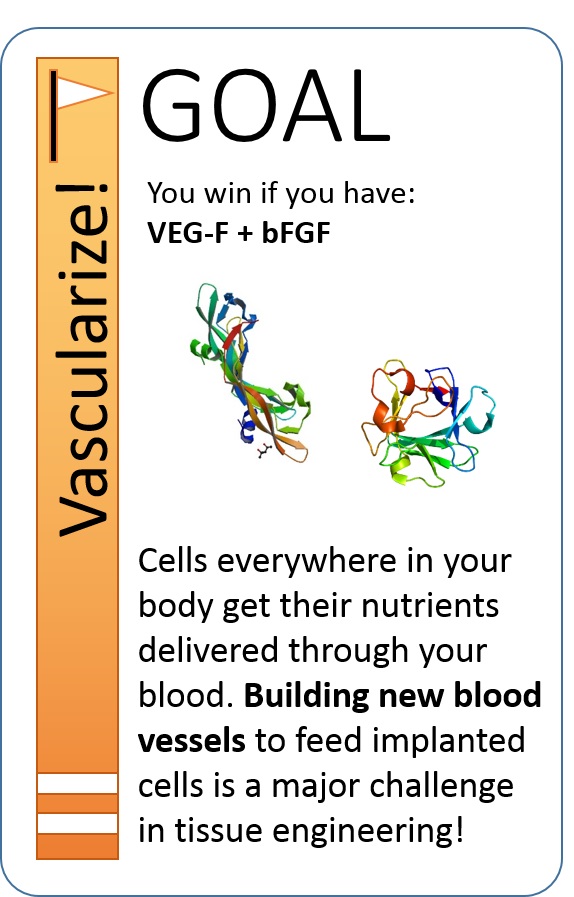 Vascularize!
GOAL
You win if you have:
VEG-F + bFGF
Cells everywhere in your
body get their nutrients
delivered through your
blood. Building new blood
vessels to feed implanted
cells is a major challenge
in tissue engineering!